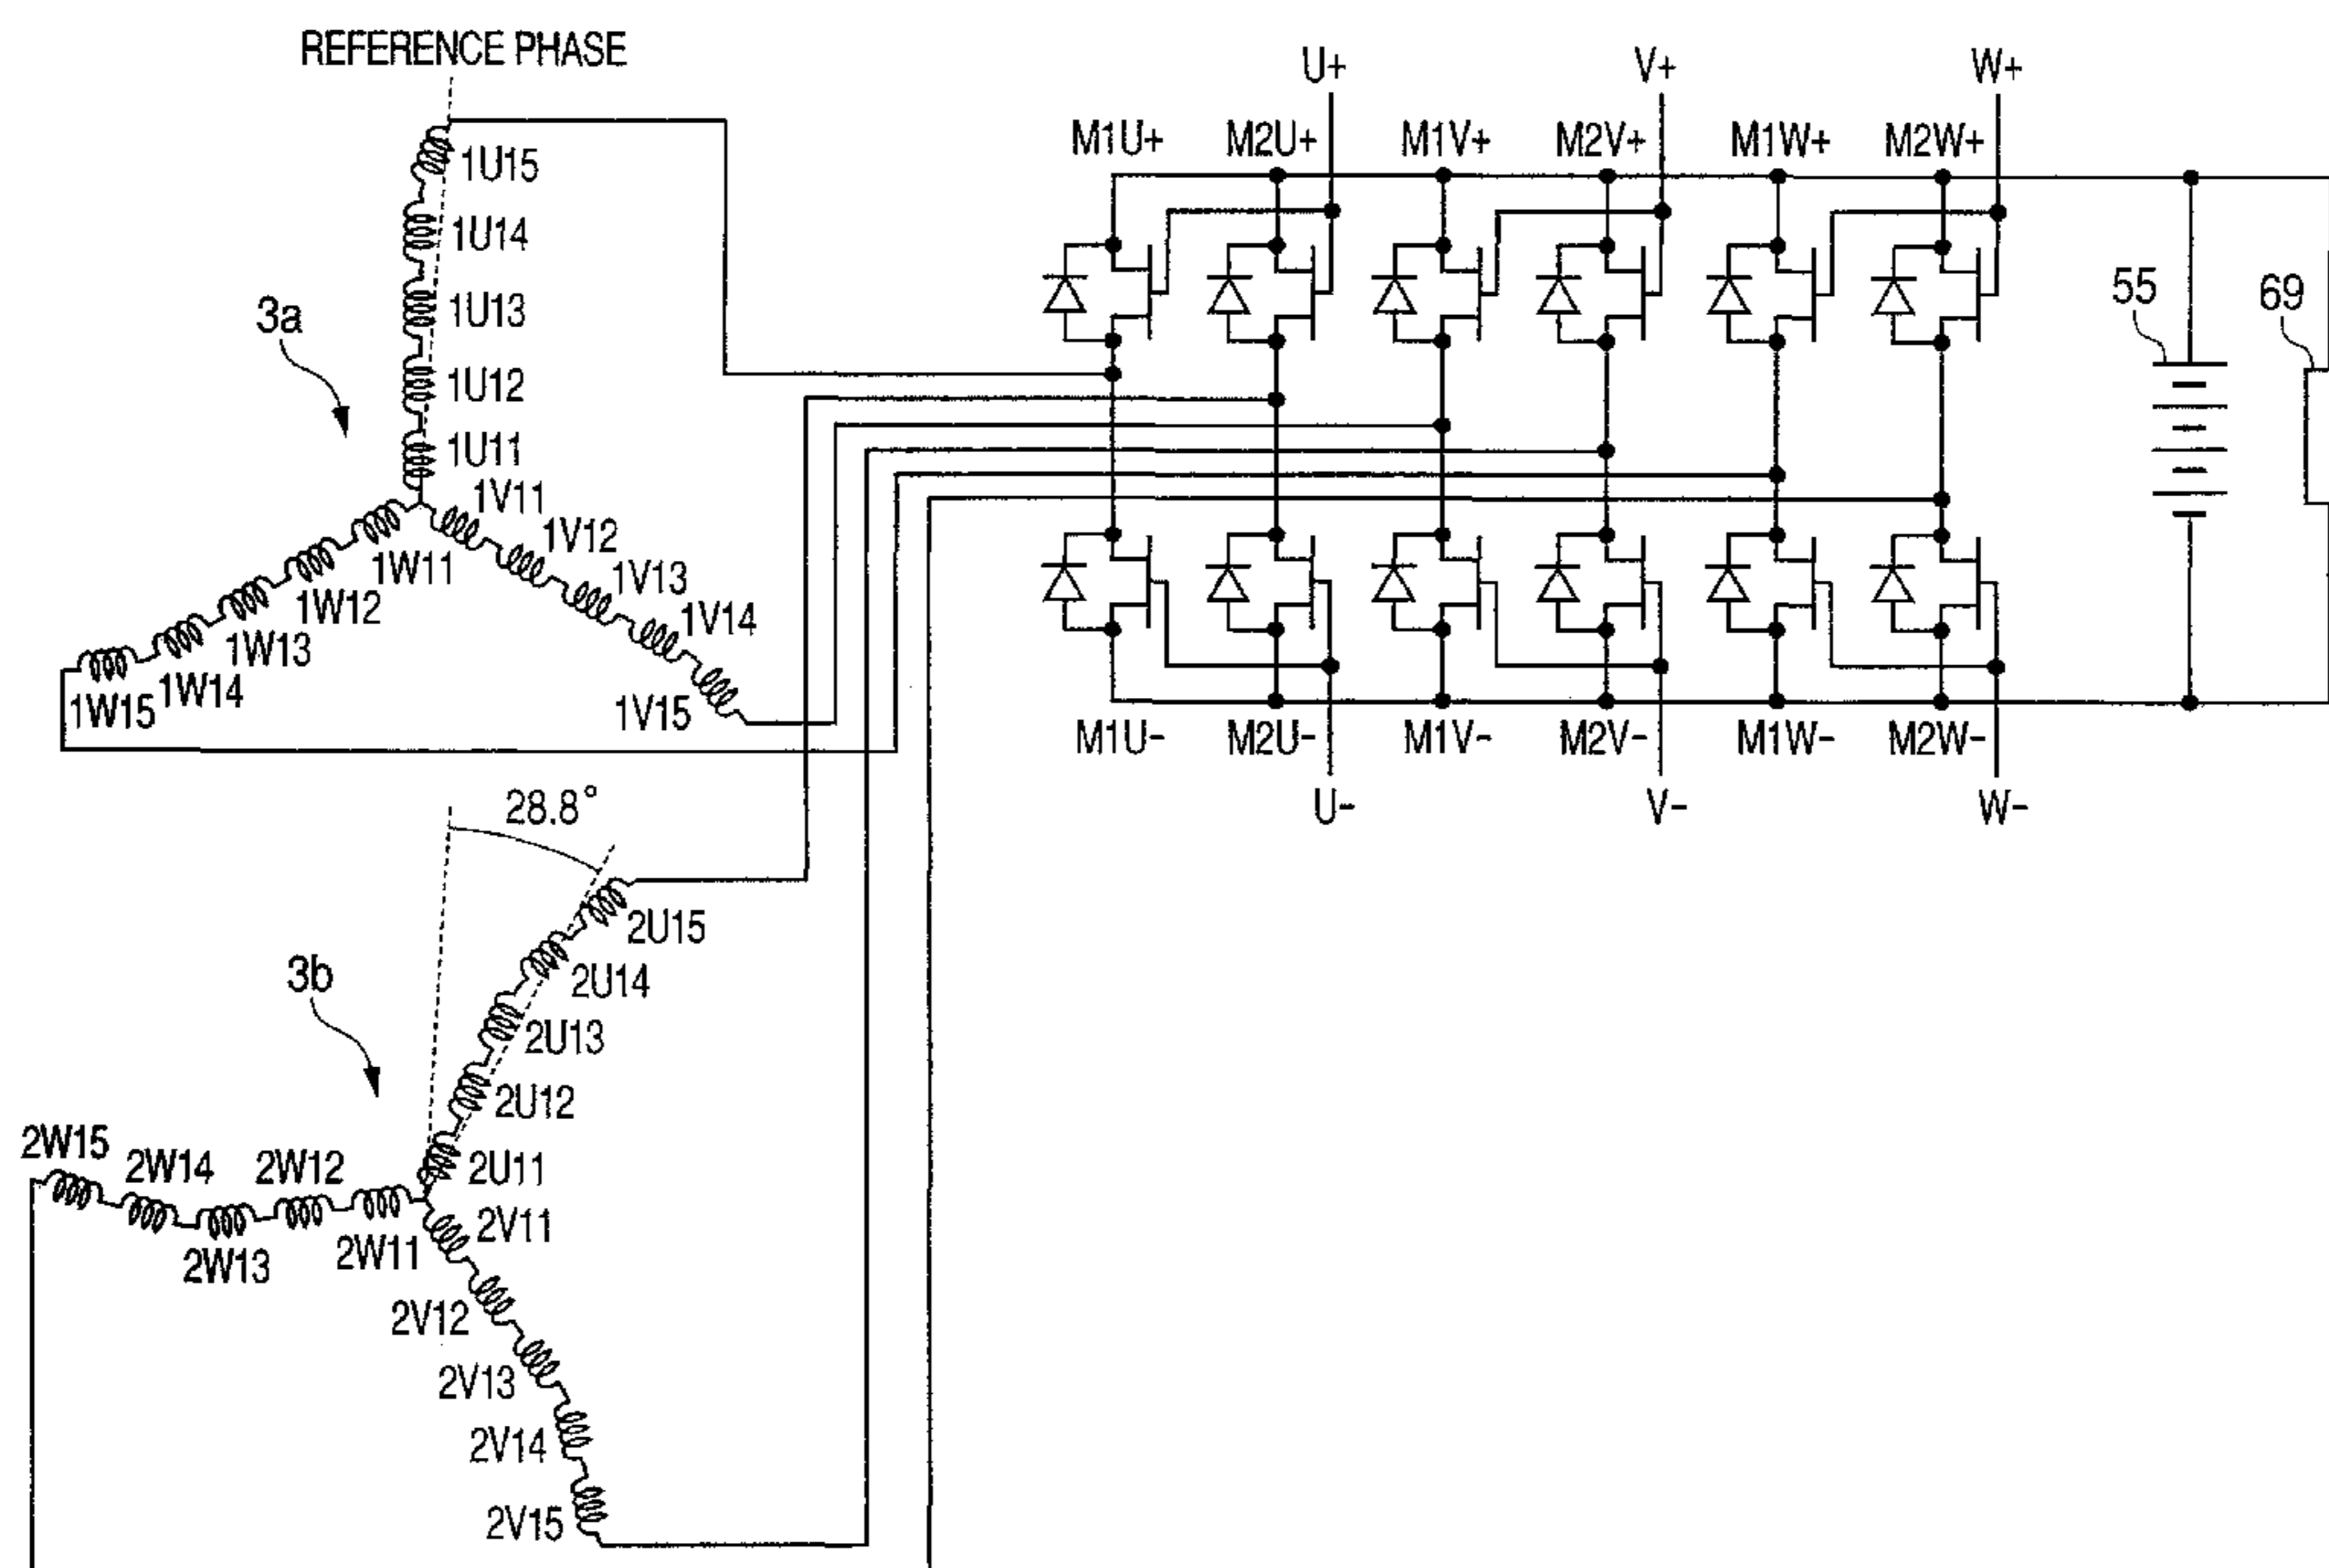 REFERENCE PHASE
U+
V+
W+
M1U+
M2U+
M1V+
M2V+
M1W+
M2W+
1U15
1U14
1U13
1U12
1U11
3a
1V11
1V12
1V13
1V14
1V15
1W11
1W12
1W13
1W14
1W15
55
69
M1U-
M2U-
M1V-
M2V-
M1W-
M2W-
U-
V-
W-
28.8°
3b
2U15
2U14
2U13
2U12
2U11
2W15
2W14
2W12
2W13
2W11
2V11
2V12
2V13
2V14
2V15